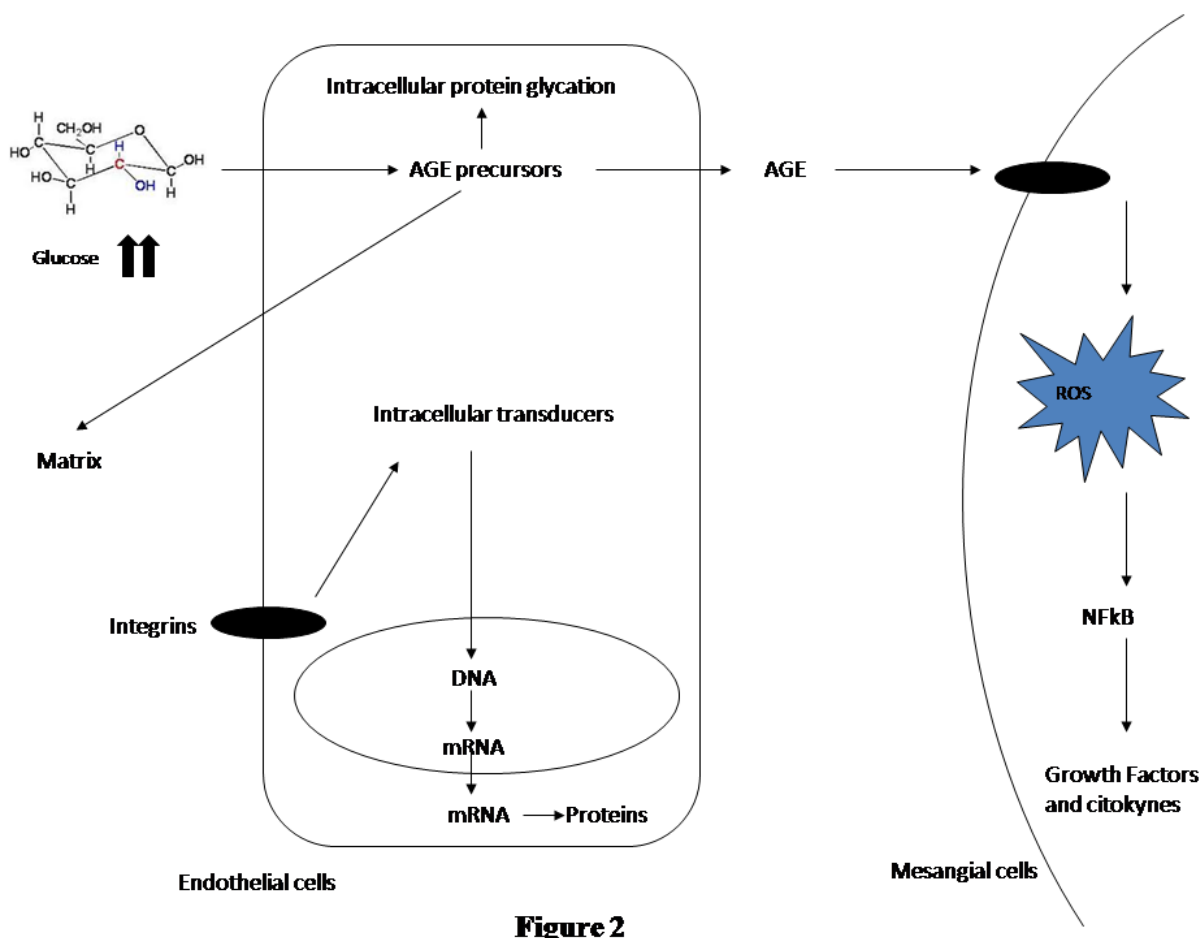 Intracellular protein glycation
H
CH₂OH
O
H
HO
OH
H
HO
OH
H
H
AGE precursors
AGE
Glucose
Intracellular transducers
ROS
Matrix
Integrins
NFkB
DNA
mRNA
Growth Factors
and citokynes
mRNA
Proteins
Endothelial cells
Mesangial cells
Figure 2